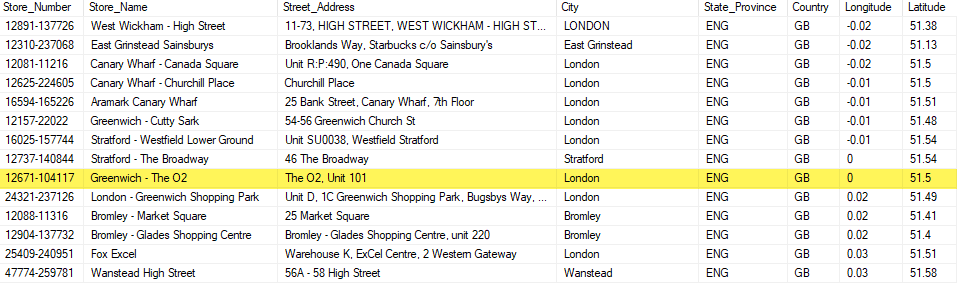 Store_Number Store_Name Street_Address City State_Province Country Longitude Latitude
12891-137726 West Wickham - High Street 11-73, HIGH STREET, WEST WICKHAM - HIGH ST... LONDON ENG GB -0.02 51.38
12310-237068 East Grinstead Sainsburys Brooklands Way, Starbucks c/o Sainsbury's East Grinstead ENG GB -0.02 51.13
12081-11216 Canary Wharf - Canada Square Unit R:P:490, One Canada Square London ENG GB -0.02 51.5
12625-224605 Canary Wharf - Churchill Place Churchill Place London ENG GB -0.01 51.5
16594-165226 Aramark Canary Wharf 25 Bank Street, Canary Wharf, 7th Floor London ENG GB -0.01 51.51
12157-22022 Greenwich - Cutty Sark 54-56 Greenwich Church St London ENG GB -0.01 51.48
16025-157744 Stratford - Westfield Lower Ground Unit SU0038, Westfield Stratford London ENG GB -0.01 51.54
12737-140844 Stratford - The Broadway 46 The Broadway Stratford ENG GB 0 51.54
12671-104117 Greenwich - The O2 The O2, Unit 101 London ENG GB 0 51.5
24321-237126 London - Greenwich Shopping Park Unit D, 1C Greenwich Shopping Park, Bugsbys Way, ... London ENG GB 0.02 51.49
12088-11316 Bromley - Market Square 25 Market Square Bromley ENG GB 0.02 51.41
12904-137732 Bromley - Glades Shopping Centre Bromley - Glades Shopping Centre, unit 220 Bromley ENG GB 0.02 51.4
25409-240951 Fox Excel Warehouse K, ExCel Centre, 2 Western Gateway London ENG GB 0.03 51.51
47774-259781 Wanstead High Street 56A - 58 High Street Wanstead ENG GB 0.03 51.58